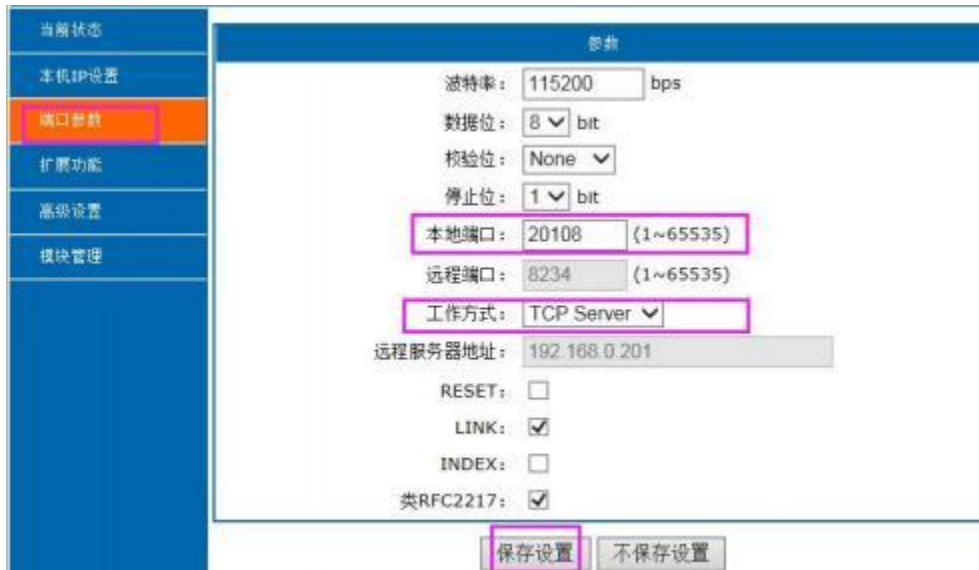 当前状态
本机IP设置
端口参数
扩展功能
高级设置
模块管理
参数
波特率： 115200 bps
数据位： 8 bit
校验位： None
停止位： 1 bit
本地端口： 20108 (1~65535)
远程端口： 8234 (1~65535)
工作方式： TCP Server
远程服务器地址： 192.168.0.201
RESET：
LINK：
INDEX：
类RFC2217：
保存设置 不保存设置